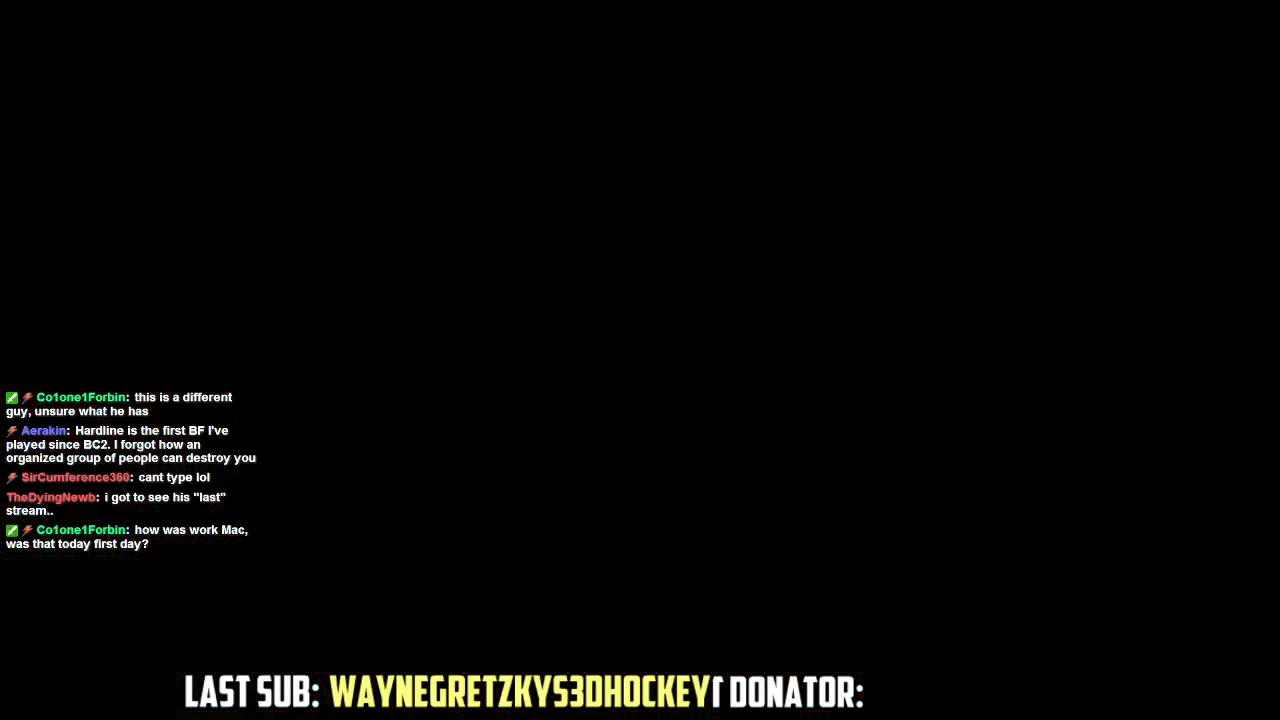 Co1one1Forbin: this is a different
guy, unsure what he has
Aerakin: Hardline is the first BF I've
played since BC2. I forgot how an
organized group of people can destroy you
SirCumference360: cant type lol
TheDyingNewb: i got to see his "last"
stream..
Co1one1Forbin: how was work Mac,
was that today first day?
LAST SUB: WAYNEGRETZKYS3DHOCKEY DONATOR: